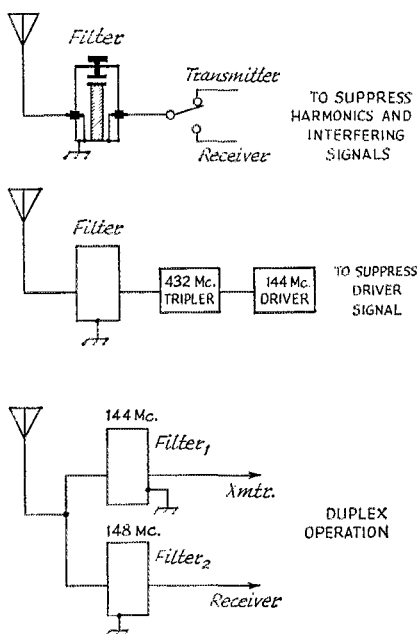 Filter
Transmitter
Receiver
TO SUPPRESS
HARMONICS AND
INTERFERING
SIGNALS
Filter
432 Mc.
TRIPLER
144 Mc.
DRIVER
TO SUPPRESS
DRIVER
SIGNAL
144 Mc.
Filter1
Xmtr.
148 Mc.
Filter2
Receiver
DUPLEX
OPERATION